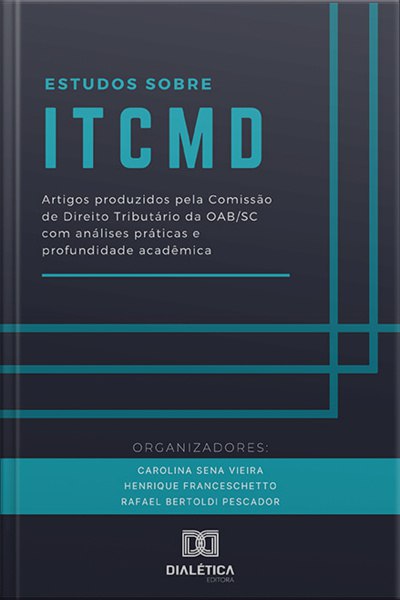 ESTUDOS SOBRE
ITCMD
Artigos produzidos pela Comissão
de Direito Tributário da OAB/SC
com análises práticas e
profundidade acadêmica
ORGANIZADORES:
CAROLINA SENA VIEIRA
HENRIQUE FRANCESCHETTO
RAFAEL BERTOLDI PESCADOR
DIALÉTICA
EDITORA